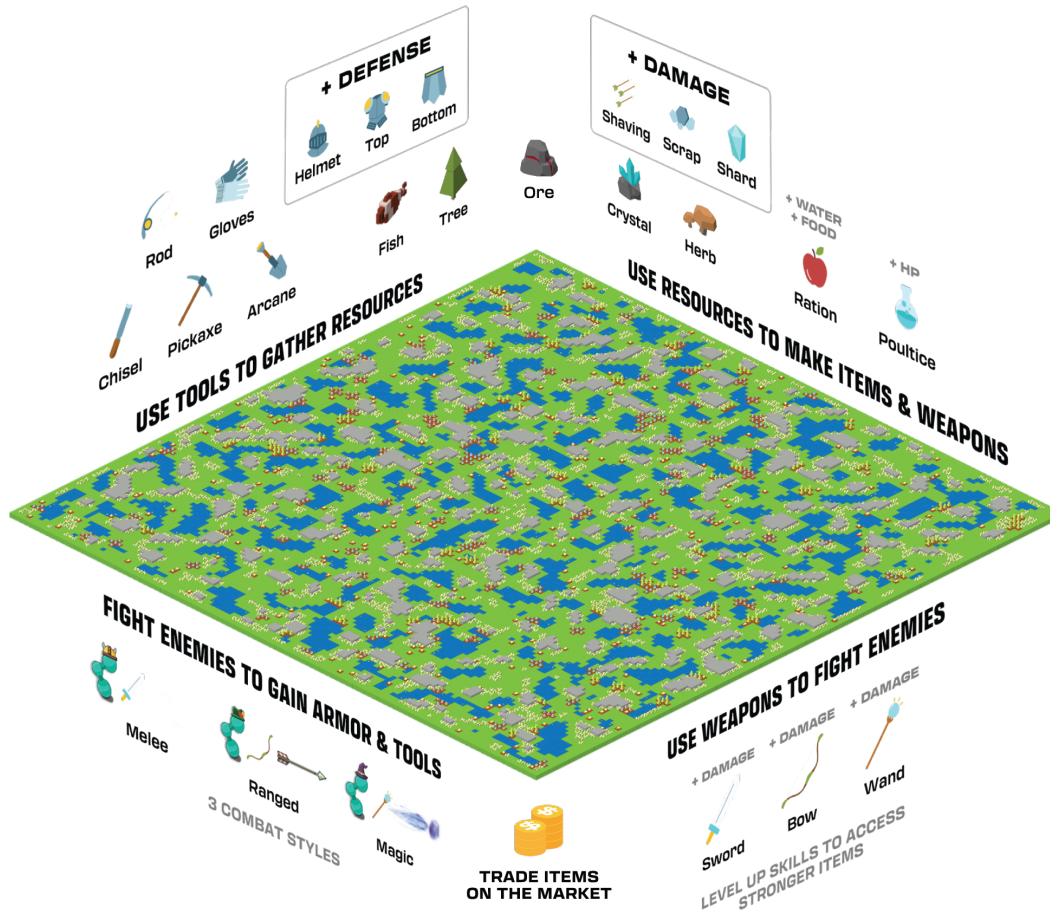 + DEFENSE
Helmet
Top
Bottom
+ DAMAGE
Shaving
Scrap
Shard
Rod
Gloves
Chisel
Pickaxe
Arcane
Fish
Tree
Ore
Crystal
Herb
+ WATER
+ FOOD
Ration
+ HP
Poultice
USE TOOLS TO GATHER RESOURCES
USE RESOURCES TO MAKE ITEMS & WEAPONS
FIGHT ENEMIES TO GAIN ARMOR & TOOLS
Melee
Ranged
Magic
3 COMBAT STYLES
TRADE ITEMS
ON THE MARKET
USE WEAPONS TO FIGHT ENEMIES
+ DAMAGE
Sword
+ DAMAGE
Bow
+ DAMAGE
Wand
LEVEL UP SKILLS TO ACCESS
STRONGER ITEMS